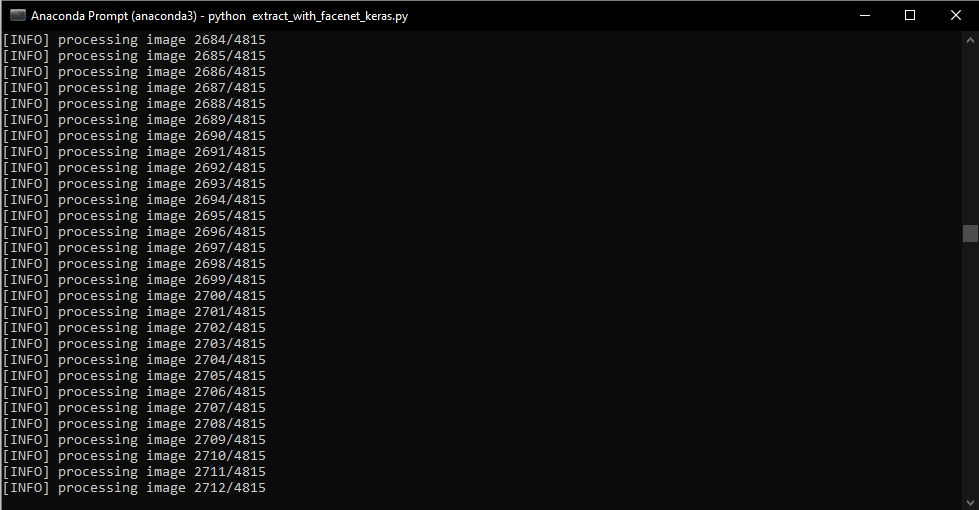 Anaconda Prompt (anaconda3) - python  extract_with_facenet_keras.py
[INFO] processing image 2684/4815
[INFO] processing image 2685/4815
[INFO] processing image 2686/4815
[INFO] processing image 2687/4815
[INFO] processing image 2688/4815
[INFO] processing image 2689/4815
[INFO] processing image 2690/4815
[INFO] processing image 2691/4815
[INFO] processing image 2692/4815
[INFO] processing image 2693/4815
[INFO] processing image 2694/4815
[INFO] processing image 2695/4815
[INFO] processing image 2696/4815
[INFO] processing image 2697/4815
[INFO] processing image 2698/4815
[INFO] processing image 2699/4815
[INFO] processing image 2700/4815
[INFO] processing image 2701/4815
[INFO] processing image 2702/4815
[INFO] processing image 2703/4815
[INFO] processing image 2704/4815
[INFO] processing image 2705/4815
[INFO] processing image 2706/4815
[INFO] processing image 2707/4815
[INFO] processing image 2708/4815
[INFO] processing image 2709/4815
[INFO] processing image 2710/4815
[INFO] processing image 2711/4815
[INFO] processing image 2712/4815